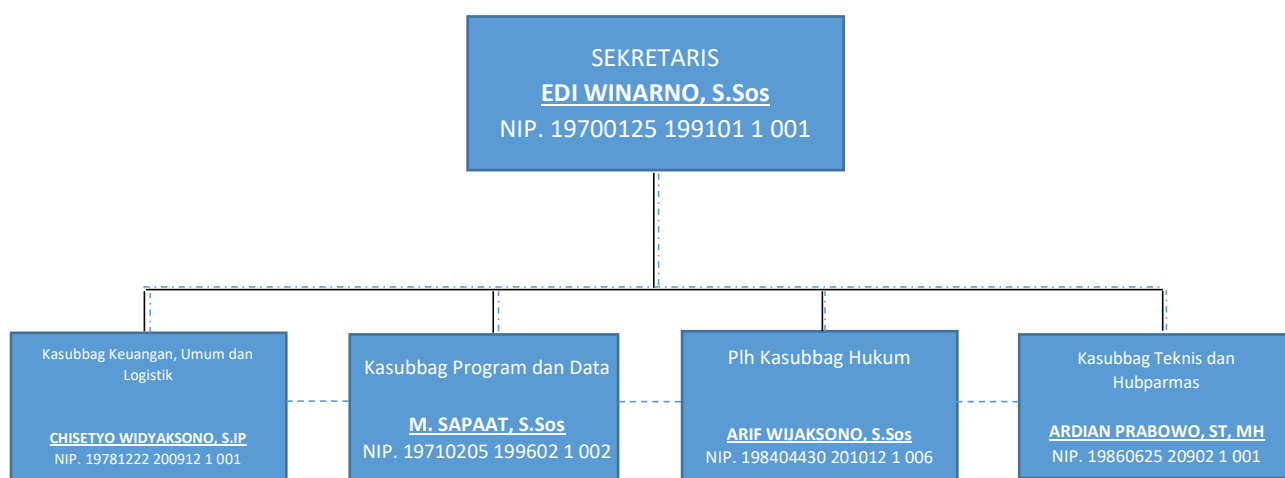 SEKRETARIS
EDI WINARNO, S.Sos
NIP. 19700125 199101 1 001
Kasubbag Keuangan, Umum dan
Logistik
CHISETYO WIDYAKSONO, S.IP
NIP. 19781222 200912 1 001
Kasubbag Program dan Data
M. SAPAAT, S.Sos
NIP. 19710205 199602 1 002
Plh Kasubbag Hukum
ARIF WIJAKSONO, S.Sos
NIP. 198404430 201012 1 006
Kasubbag Teknis dan
Hubparmas
ARDIAN PRABOWO, ST, MH
NIP. 19860625 20902 1 001